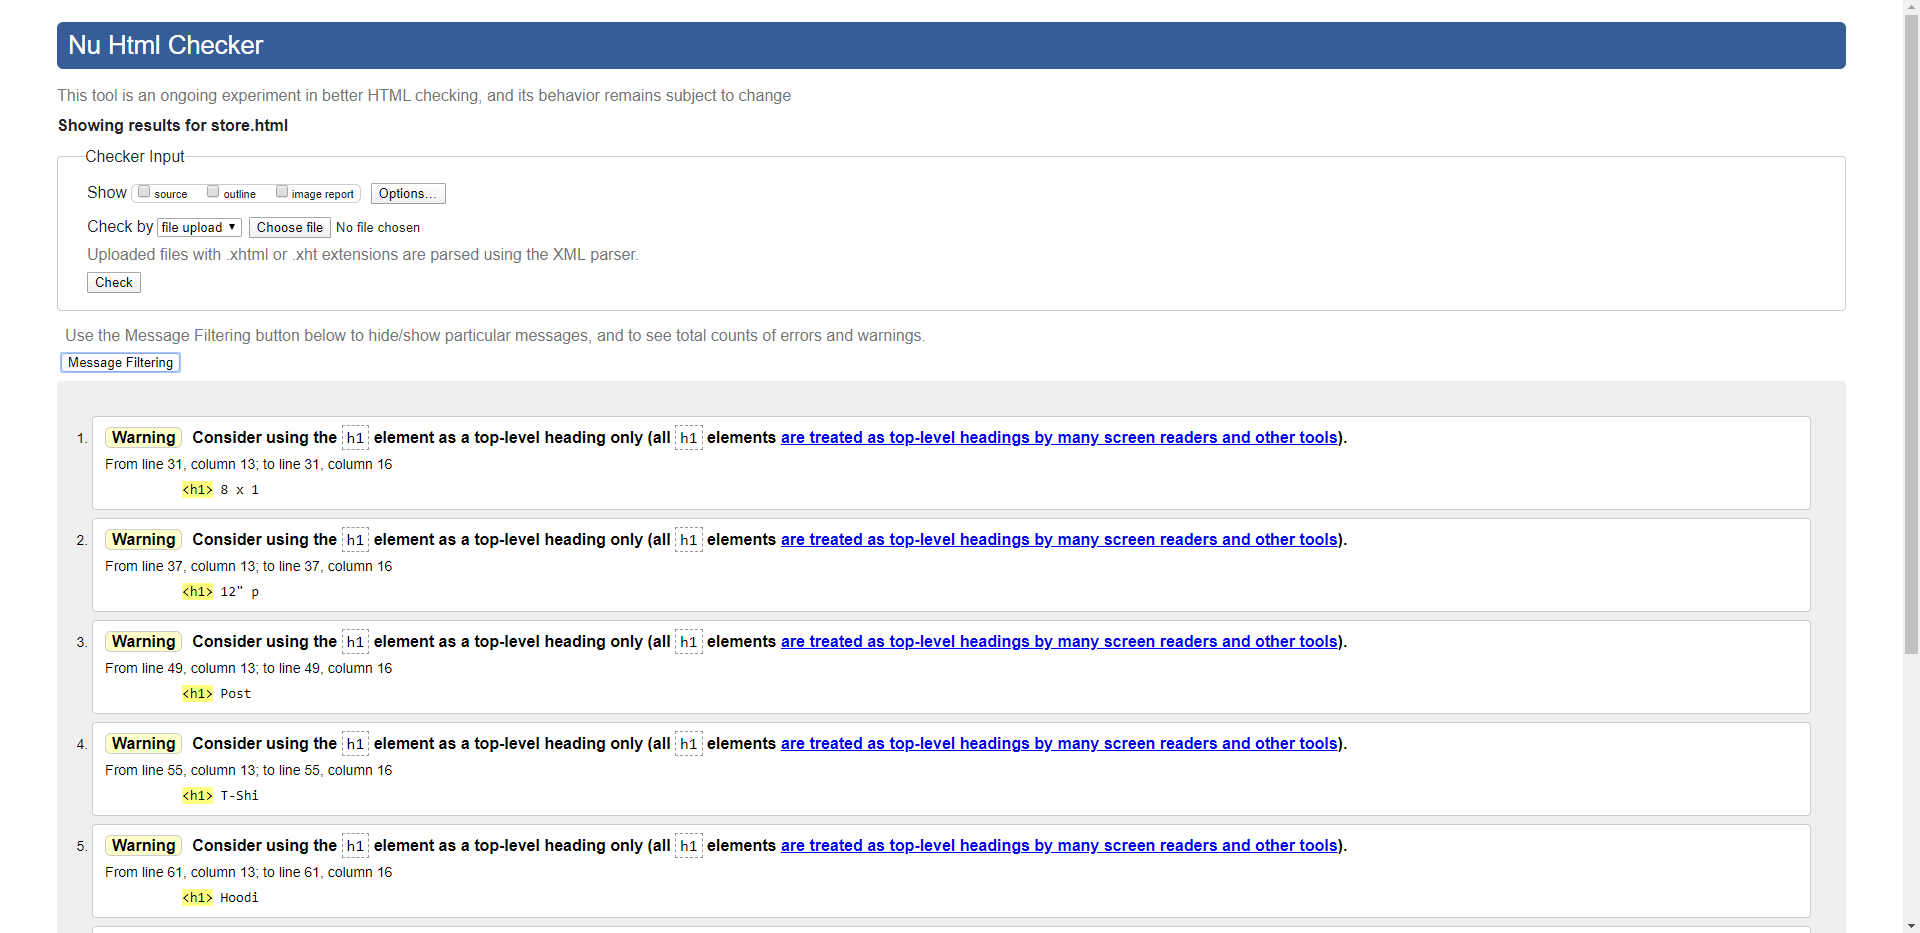 Nu Html Checker
This tool is an ongoing experiment in better HTML checking, and its behavior remains subject to change
Showing results for store.html
Checker Input
Show source outline image report Options...
Check by file upload Choose file No file chosen
Uploaded files with .xhtml or .xht extensions are parsed using the XML parser.
Check
Use the Message Filtering button below to hide/show particular messages, and to see total counts of errors and warnings.
Message Filtering
1. Warning Consider using the h1 element as a top-level heading only (all h1 elements are treated as top-level headings by many screen readers and other tools).
From line 31, column 13; to line 31, column 16
<h1> 8 x 1
2. Warning Consider using the h1 element as a top-level heading only (all h1 elements are treated as top-level headings by many screen readers and other tools).
From line 37, column 13; to line 37, column 16
<h1> 12" p
3. Warning Consider using the h1 element as a top-level heading only (all h1 elements are treated as top-level headings by many screen readers and other tools).
From line 49, column 13; to line 49, column 16
<h1> Post
4. Warning Consider using the h1 element as a top-level heading only (all h1 elements are treated as top-level headings by many screen readers and other tools).
From line 55, column 13; to line 55, column 16
<h1> T-Shi
5. Warning Consider using the h1 element as a top-level heading only (all h1 elements are treated as top-level headings by many screen readers and other tools).
From line 61, column 13; to line 61, column 16
<h1> Hoodi